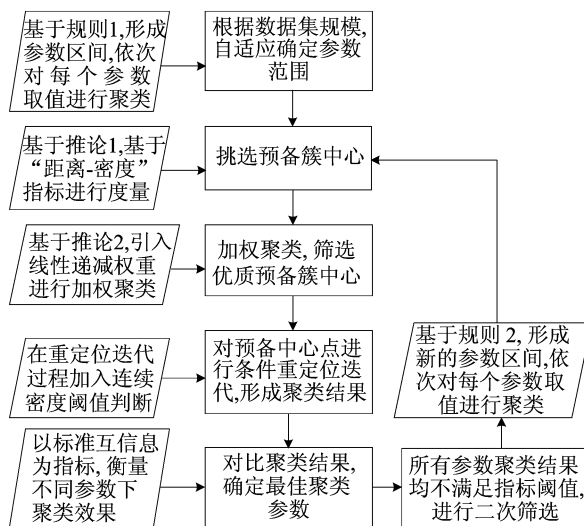 基于规则1,形成
参数区间,依次
对每个参数
取值进行聚类
根据数据集规模,
自适应确定参数
范围
基于推论1,基于
“距离-密度”
指标进行度量
挑选预备簇中心
基于推论2,引入
线性递减权重
进行加权聚类
加权聚类, 筛选
优质预备簇中心
在重定位迭代
过程加入连续
密度阈值判断
对预备中心点进
行条件重定位迭
代,形成聚类结果
基于规则 2, 形成
新的参数区间,依
次对每个参数取
值进行聚类
以标准互信息
为指标, 衡量
不同参数下
聚类效果
对比聚类结果,
确定最佳聚类
参数
所有参数聚类结果
均不满足指标阈值,
进行二次筛选